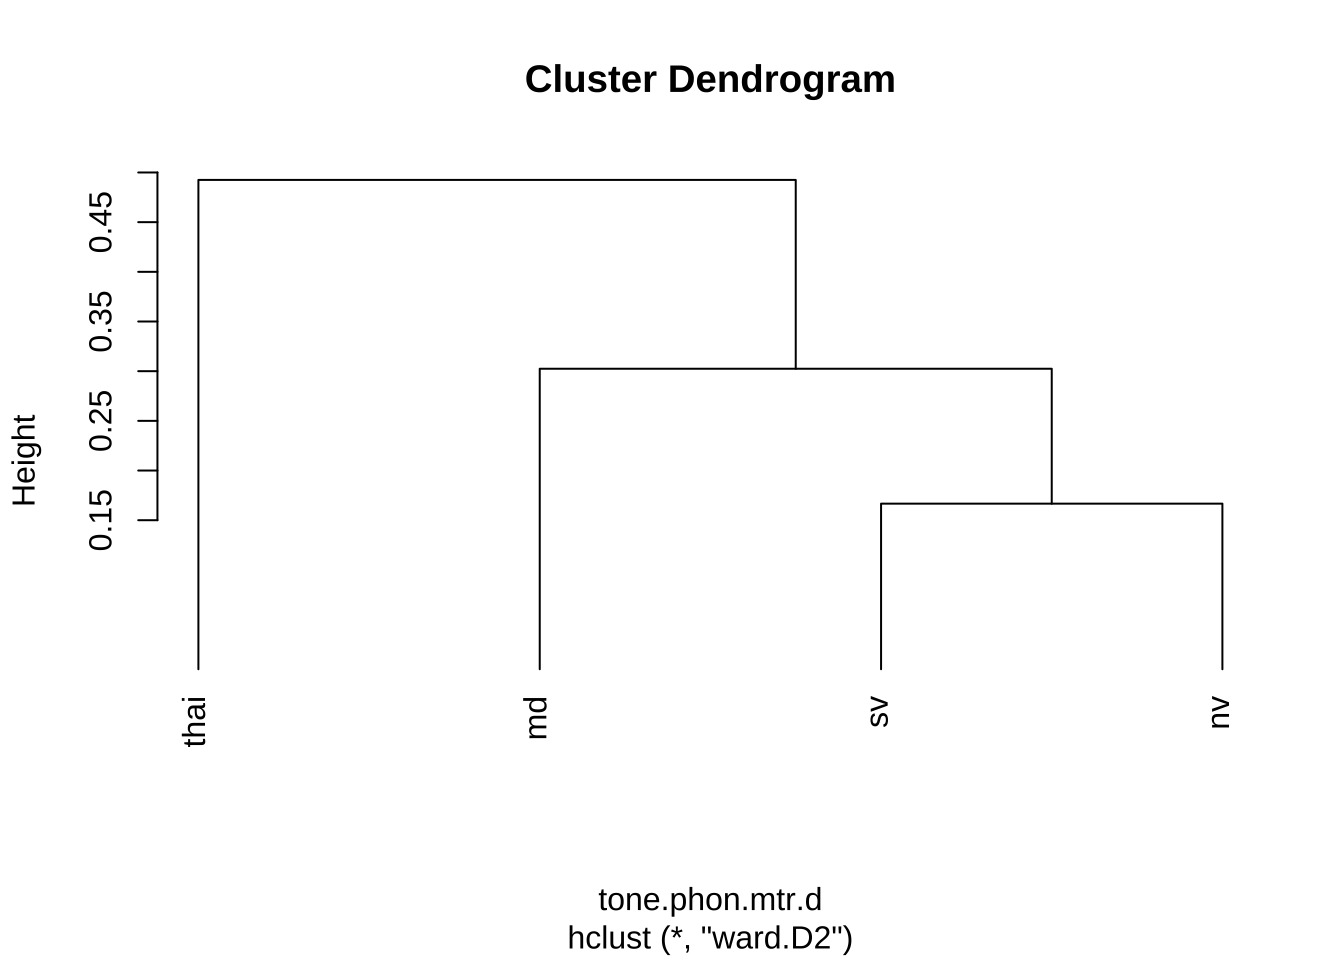 Cluster Dendrogram
0.45
0.35
0.25
0.15
Height
thai
md
sv
nv
tone.phon.mtr.d
hclust (*, "ward.D2")